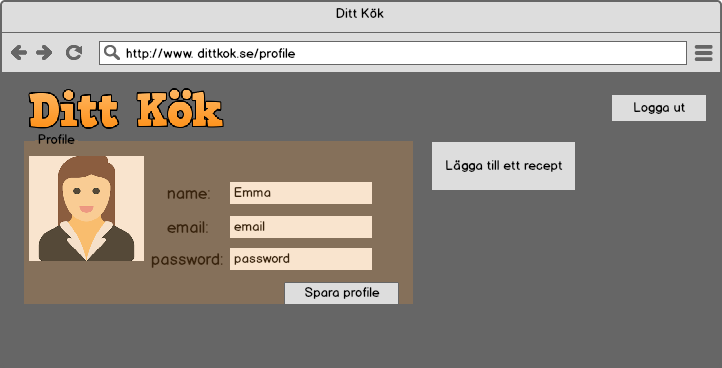 Ditt Kök
http://www. dittkok.se/profile
Ditt Kök
Logga ut
Profile
Lägga till ett recept
name: Emma
email: email
password: password
Spara profile